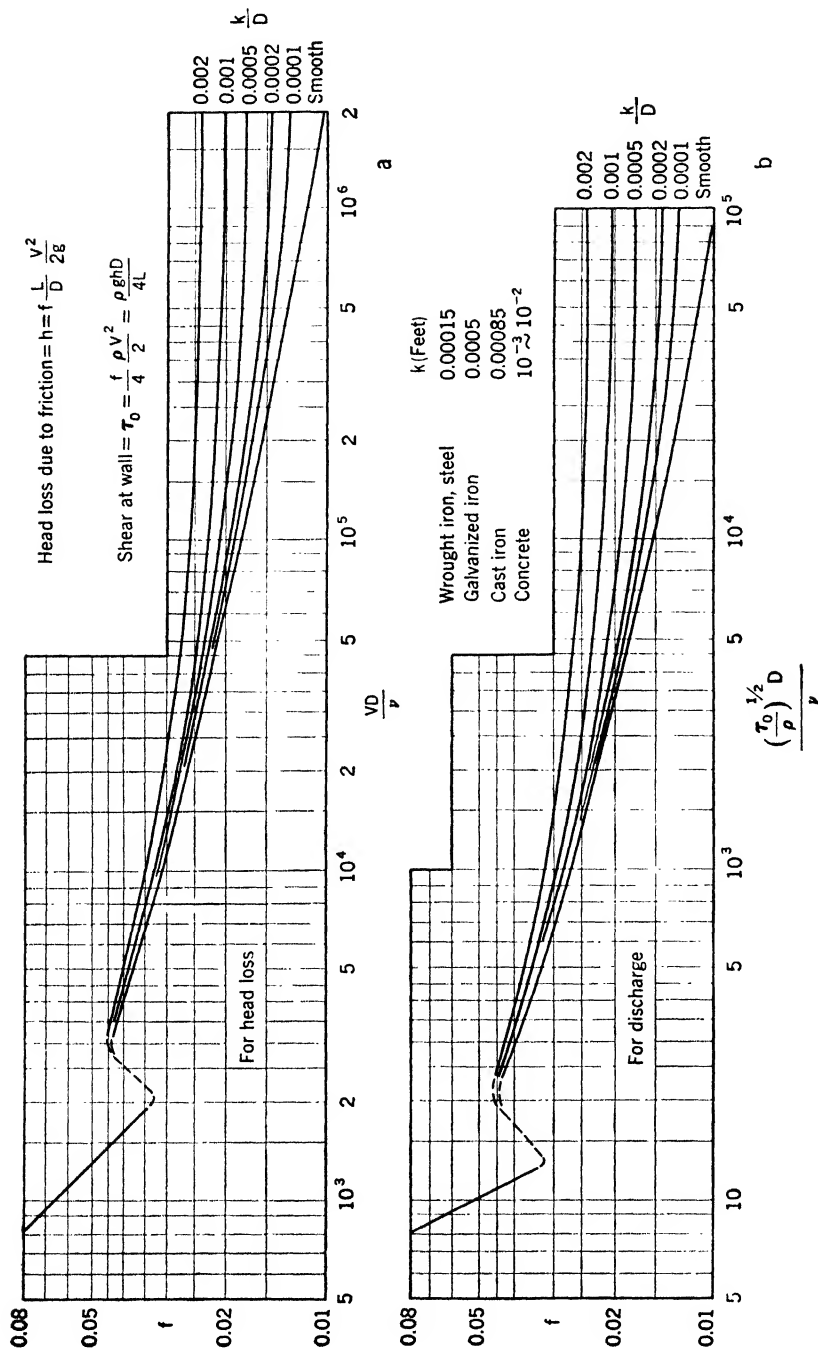 Head loss due to friction = h = f L/D V²/2g
Shear at wall = τ₀ = f/4 ρV²/2 = ρghD/4L
k/D
0.002
0.001
0.0005
0.0002
0.0001
Smooth
0.08
0.05
f
0.02
0.01
For head loss
5 10³ 2 5 10⁴ 2 5 10⁵ 2 5 10⁶ 2
VD/ν
a
k(Feet)
Wrought iron, steel 0.00015
Galvanized iron 0.0005
Cast iron 0.00085
Concrete 10⁻³ ~ 10⁻²
k/D
0.002
0.001
0.0005
0.0002
0.0001
Smooth
0.08
0.05
f
0.02
0.01
For discharge
5 10 2 5 10³ 5 10⁴ 5 10⁵
(τ₀/ρ)^½ D/ν
b